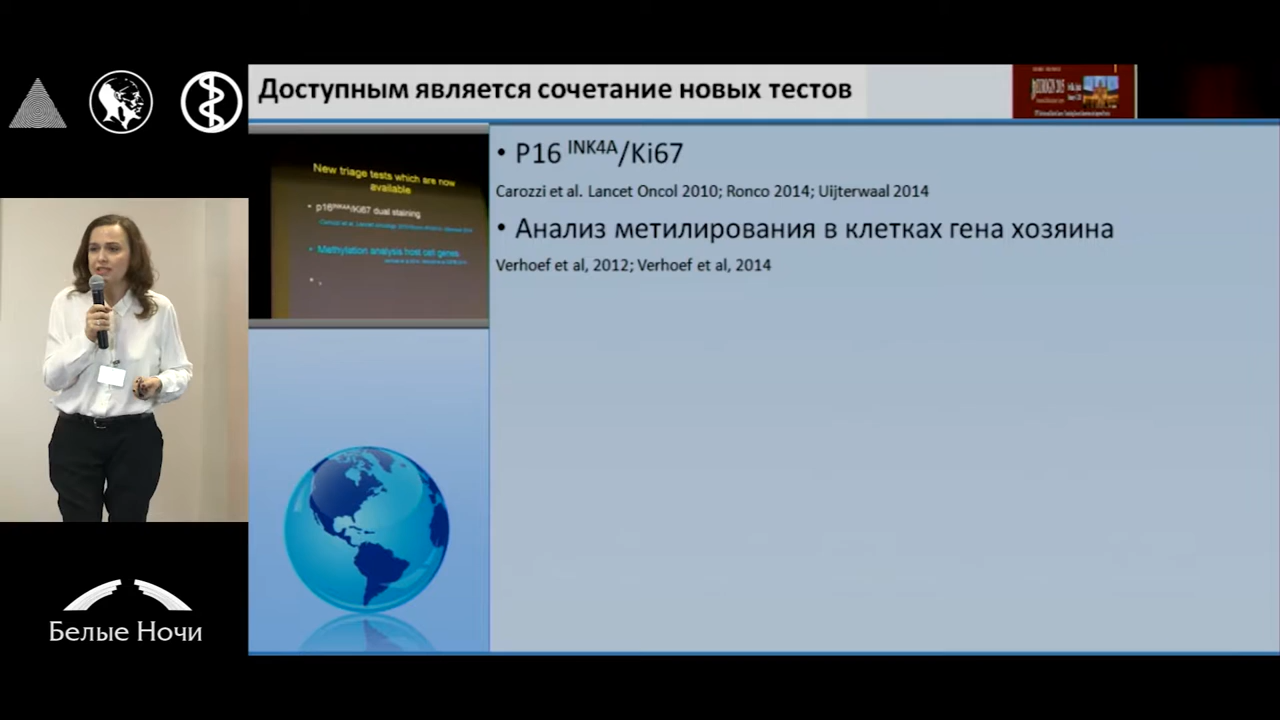 Доступным является сочетание новых тестов
EUROGIN 2015
New triage tests which are now
available
• p16INK4A/Ki67 dual staining
• Methylation analysis host cell genes
• P16 INK4A/Ki67
Carozzi et al. Lancet Oncol 2010; Ronco 2014; Uijterwaal 2014
• Анализ метилирования в клетках гена хозяина
Verhoef et al, 2012; Verhoef et al, 2014
Белые Ночи